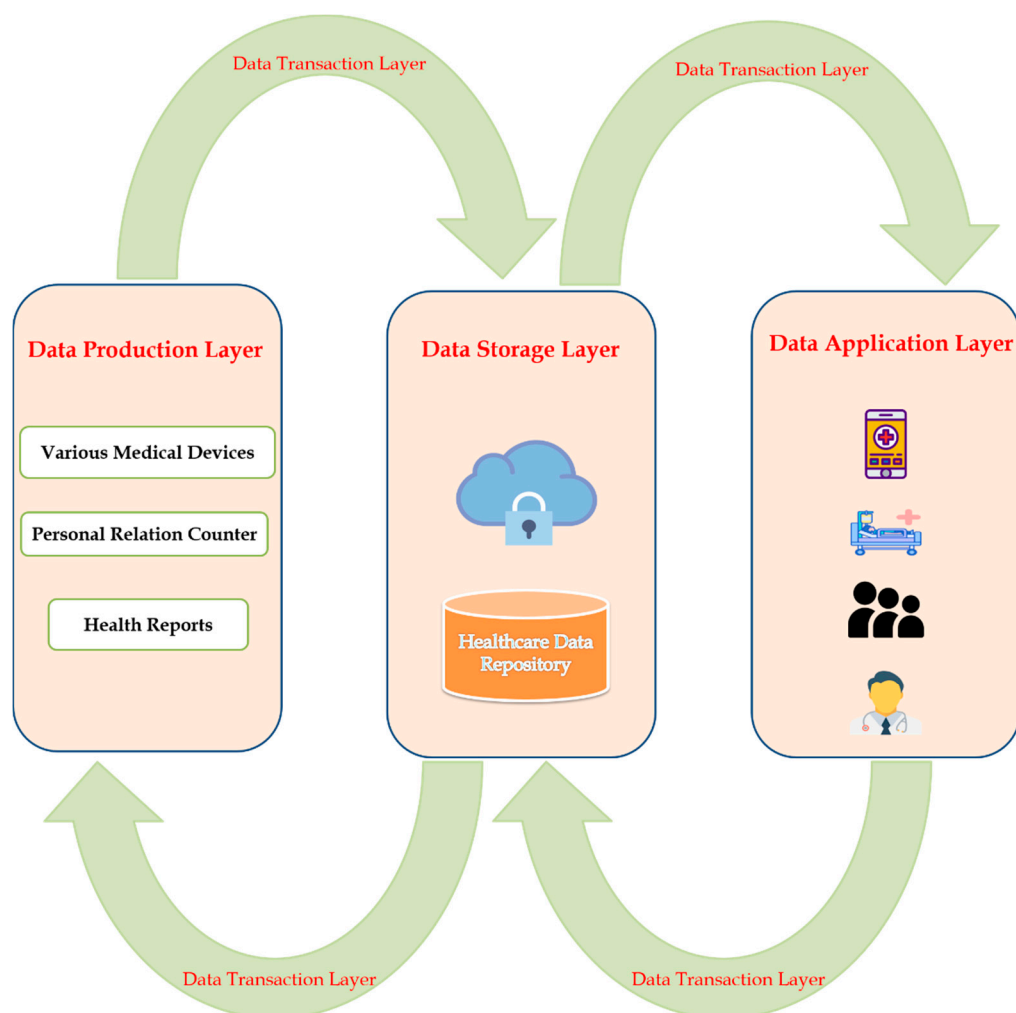 Data Transaction Layer
Data Transaction Layer
Data Production Layer
Various Medical Devices
Personal Relation Counter
Health Reports
Data Storage Layer
Healthcare Data
Repository
Data Application Layer
Data Transaction Layer
Data Transaction Layer